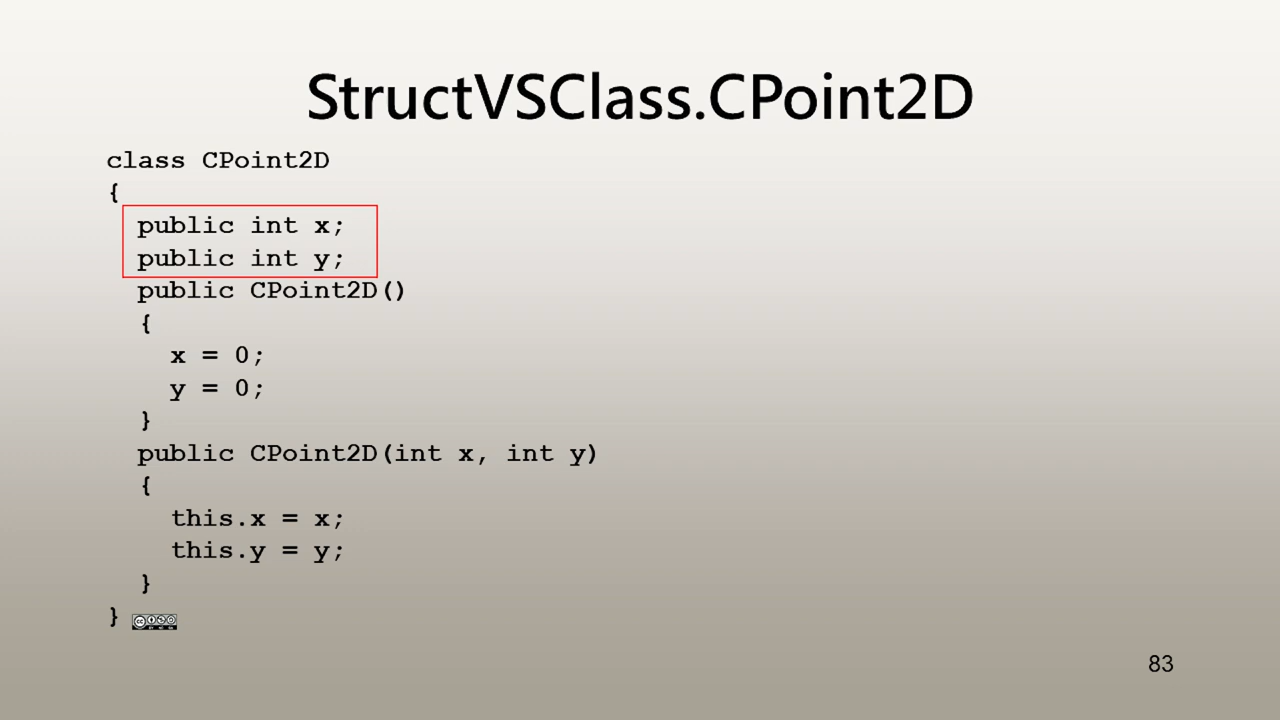 StructVSClass.CPoint2D
class CPoint2D
{
public int x;
public int y;
public CPoint2D()
{
x = 0;
y = 0;
}
public CPoint2D(int x, int y)
{
this.x = x;
this.y = y;
}
}
83